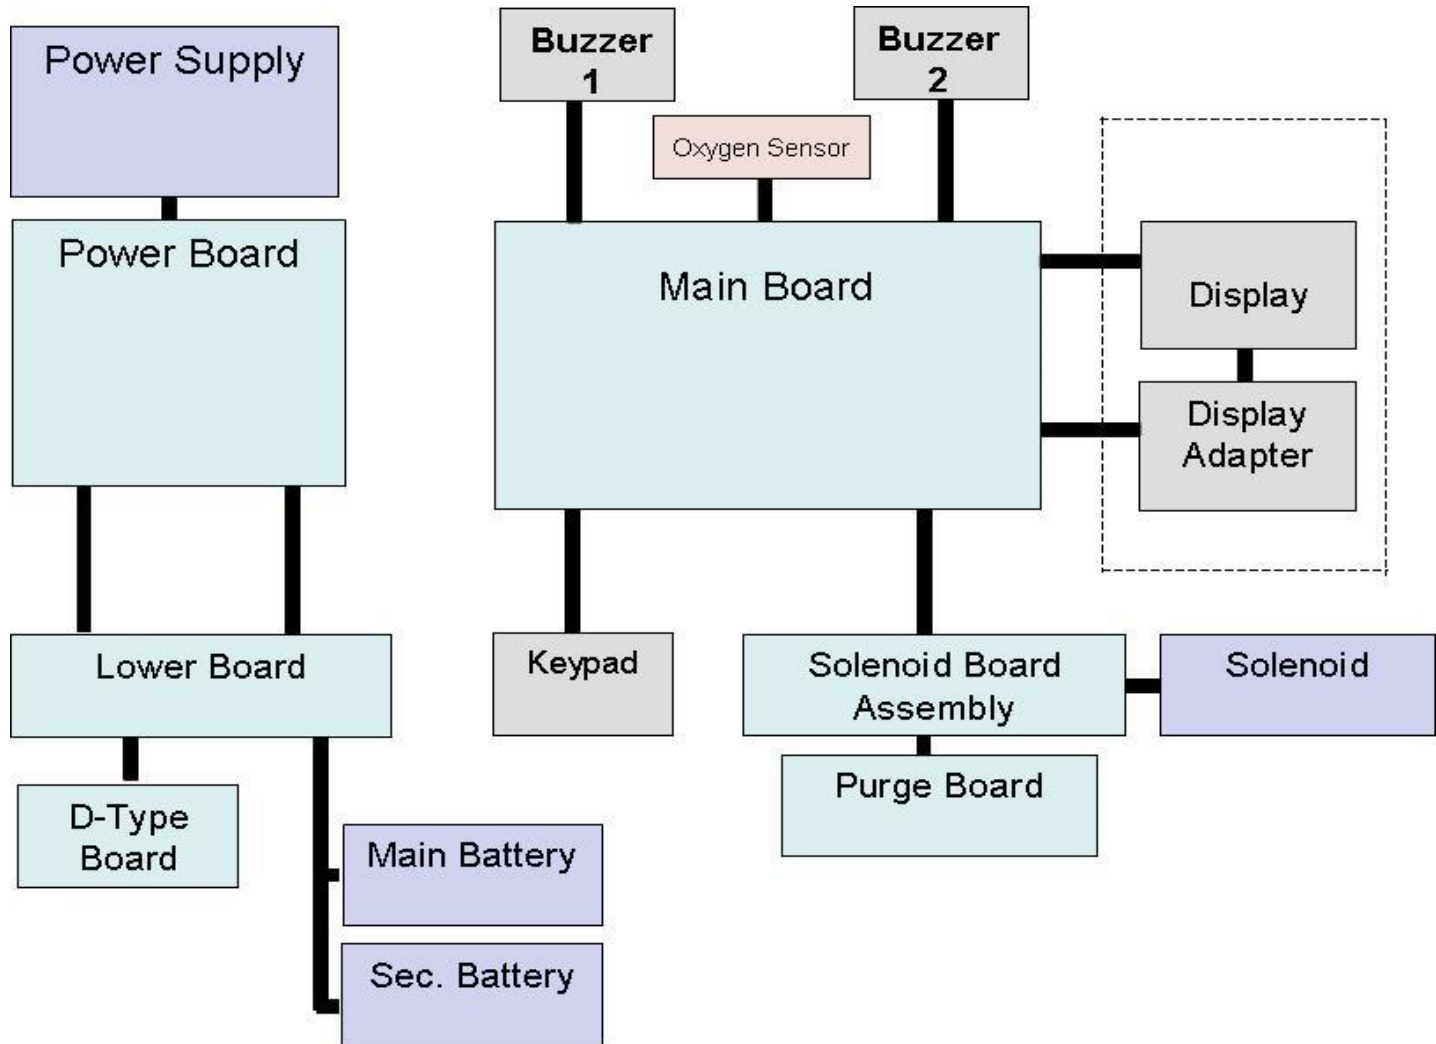 Power Supply
Buzzer
1
Buzzer
2
Oxygen Sensor
Power Board
Main Board
Display
Display
Adapter
Lower Board
Keypad
Solenoid Board
Assembly
Solenoid
D-Type
Board
Purge Board
Main Battery
Sec. Battery